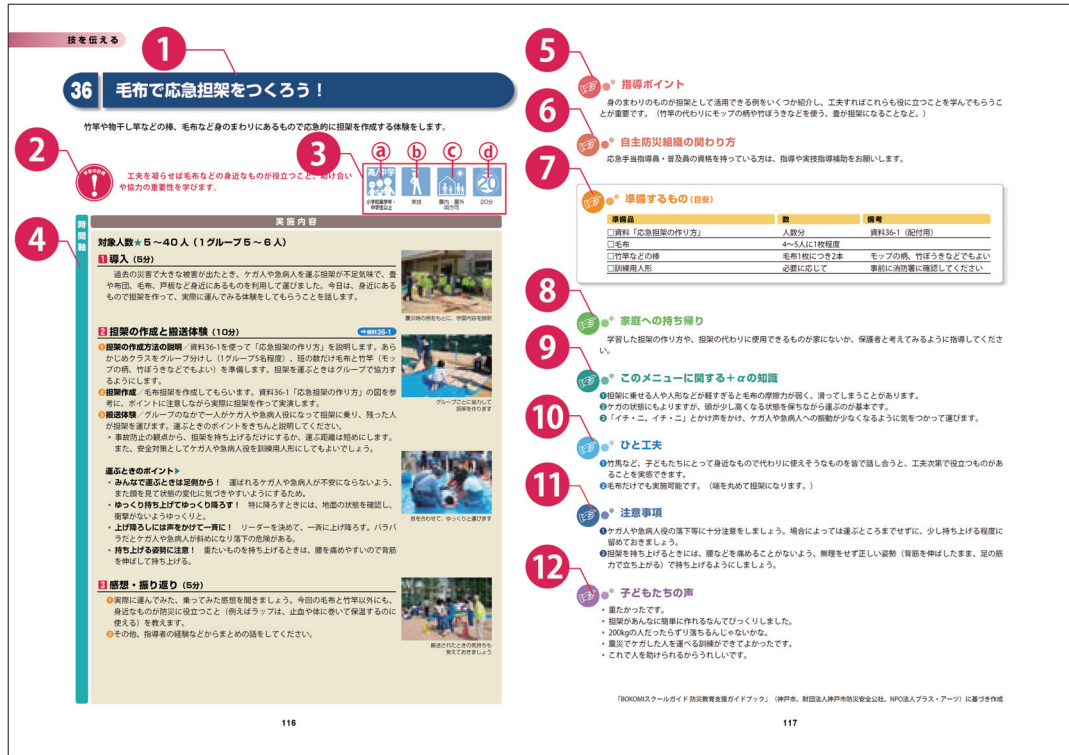 技を伝える
1
36 毛布で応急担架をつくろう！
竹竿や物干し竿などの棒、毛布など身のまわりにあるもので応急的に担架を作成する体験をします。
2
学習の目標
工夫を凝らせば毛布などの身近なものが役立つこと、助け合い
や協力の重要性を学びます。
3
ⓐ ⓑ ⓒ ⓓ
高/中学
20
小学校高学年・
中学生以上
実技
屋内・屋外
両方可
20分
4
時間軸
実施内容
対象人数★5～40人（1グループ5～6人）
1 導入（5分）
過去の災害で大きな被害が出たとき、ケガ人や急病人を運ぶ担架が不足気味で、畳
や布団、毛布、戸板など身近にあるものを利用して運びました。今日は、身近にある
もので担架を作って、実際に運んでみる体験をしてもらうことを話します。
震災時の例をもとに、学習内容を説明
2 担架の作成と搬送体験（10分）
⇒資料36-1
❶担架の作成方法の説明／資料36-1を使って「応急担架の作り方」を説明します。あら
かじめクラスをグループ分けし（1グループ5名程度）、班の数だけ毛布と竹竿（モッ
プの柄、竹ぼうきなどでもよい）を準備します。担架を運ぶときはグループで協力す
るようにします。
❷担架作成／毛布担架を作成してもらいます。資料36-1「応急担架の作り方」の図を参
考に、ポイントに注意しながら実際に担架を作って実演します。
❸搬送体験／グループのなかで一人がケガ人や急病人役になって担架に乗り、残った人
が担架を運びます。運ぶときのポイントをきちんと説明してください。
・事故防止の観点から、担架を持ち上げるだけにするか、運ぶ距離は短めにします。
また、安全対策としてケガ人や急病人役を訓練用人形にしてもよいでしょう。
グループごとに協力して
担架を作ります
運ぶときのポイント▶
・みんなで運ぶときは足側から！ 運ばれるケガ人や急病人が不安にならないよう、
また顔を見て状態の変化に気づきやすいようにするため。
・ゆっくり持ち上げてゆっくり降ろす！ 特に降ろすときには、地面の状態を確認し、
衝撃がないようゆっくりと。
・上げ降ろしには声をかけて一斉に！ リーダーを決めて、一斉に上げ降ろす。バラバ
ラだとケガ人や急病人が斜めになり落下の危険がある。
・持ち上げる姿勢に注意！ 重たいものを持ち上げるときは、腰を痛めやすいので背筋
を伸ばして持ち上げる。
息を合わせて、ゆっくりと運びます
3 感想・振り返り（5分）
❶実際に運んでみた、乗ってみた感想を聞きましょう。今回の毛布と竹竿以外にも、
身近なものが防災に役立つこと（例えばラップは、止血や体に巻いて保温するのに
使える）を教えます。
❷その他、指導者の経験などからまとめの話をしてください。
搬送されたときの気持ちも
覚えておきましょう
116
5
指導ポイント
身のまわりのものが担架として活用できる例をいくつか紹介し、工夫すればこれらも役に立つことを学んでもらうこ
とが重要です。（竹竿の代わりにモップの柄や竹ぼうきなどを使う、畳が担架になることなど。）
6
自主防災組織の関わり方
応急手当指導員・普及員の資格を持っている方は、指導や実技指導補助をお願いします。
7
準備するもの（目安）
準備品 数 備考
□資料「応急担架の作り方」 人数分 資料36-1（配付用）
□毛布 4～5人に1枚程度
□竹竿などの棒 毛布1枚につき2本 モップの柄、竹ぼうきなどでもよい
□訓練用人形 必要に応じて 事前に消防署に確認してください
8
家庭への持ち帰り
学習した担架の作り方や、担架の代わりに使用できるものが家にないか、保護者と考えてみるように指導してくださ
い。
9
このメニューに関する＋αの知識
❶担架に乗せる人や人形などが軽すぎると毛布の摩擦力が弱く、滑ってしまうことがあります。
❷ケガの状態にもよりますが、頭が少し高くなる状態を保ちながら運ぶのが基本です。
❸「イチ・ニ、イチ・ニ」とかけ声をかけ、ケガ人や急病人への振動が少なくなるように気をつかって運びます。
10
ひと工夫
❶竹馬など、子どもたちにとって身近なもので代わりに使えそうなものを皆で話し合うと、工夫次第で役立つものがあ
ることを実感できます。
❷毛布だけでも実施可能です。（端を丸めて担架になります。）
11
注意事項
❶ケガ人や急病人役の落下等に十分注意をしましょう。場合によっては運ぶところまでせずに、少し持ち上げる程度に
留めておきましょう。
❷担架を持ち上げるときには、腰などを痛めることがないよう、無理をせず正しい姿勢（背筋を伸ばしたまま、足の筋
力で立ち上がる）で持ち上げるようにしましょう。
12
子どもたちの声
・重たかったです。
・担架があんなに簡単に作れるなんてびっくりしました。
・200kgの人だったらずり落ちるんじゃないかな。
・震災でケガした人を運べる訓練ができてよかったです。
・これで人を助けられるからうれしいです。
「BOKOMIスクールガイド 防災教育支援ガイドブック」（神戸市、財団法人神戸市防災安全公社、NPO法人プラス・アーツ）に基づき作成
117